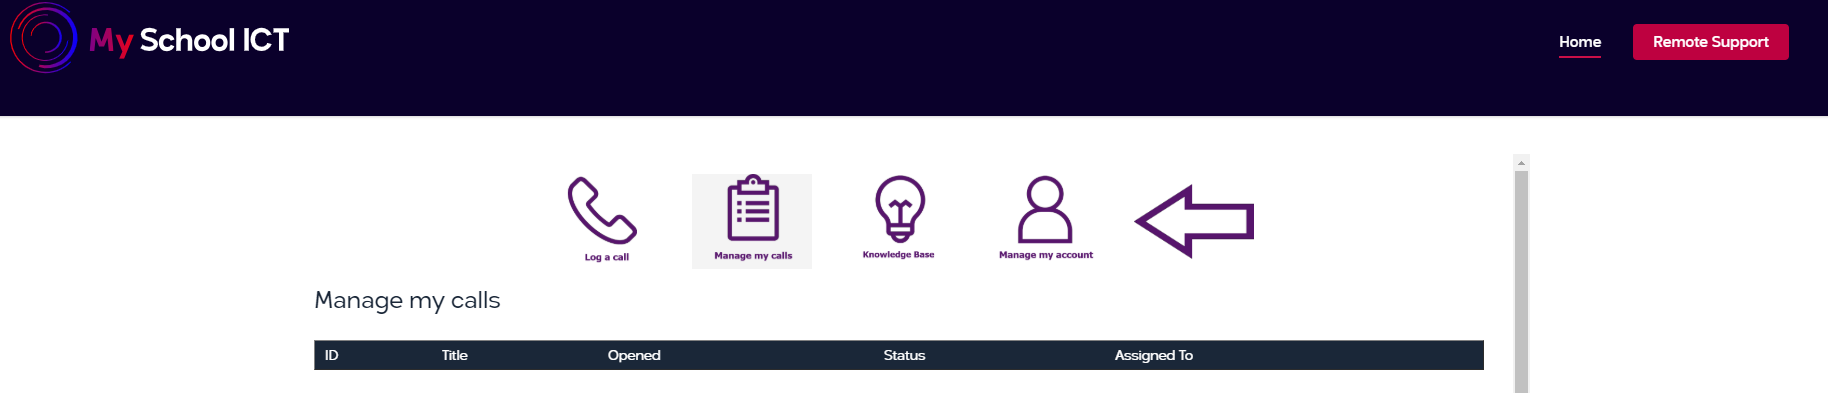 My School ICT
Home
Remote Support
Log a call
Manage my calls
Knowledge Base
Manage my account
Manage my calls
ID Title Opened Status Assigned To